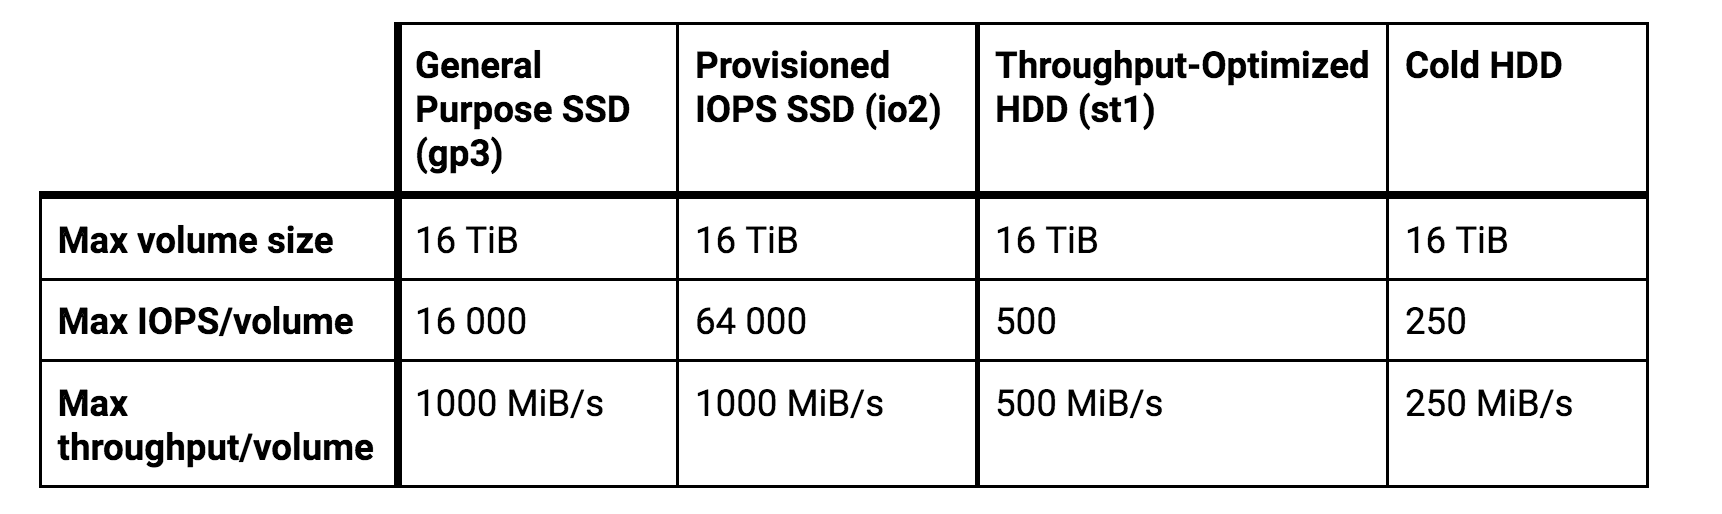 General
Purpose SSD
(gp3)
Provisioned
IOPS SSD (io2)
Throughput-Optimized
HDD (st1)
Cold HDD
Max volume size
16 TiB
16 TiB
16 TiB
16 TiB
Max IOPS/volume
16 000
64 000
500
250
Max
throughput/volume
1000 MiB/s
1000 MiB/s
500 MiB/s
250 MiB/s